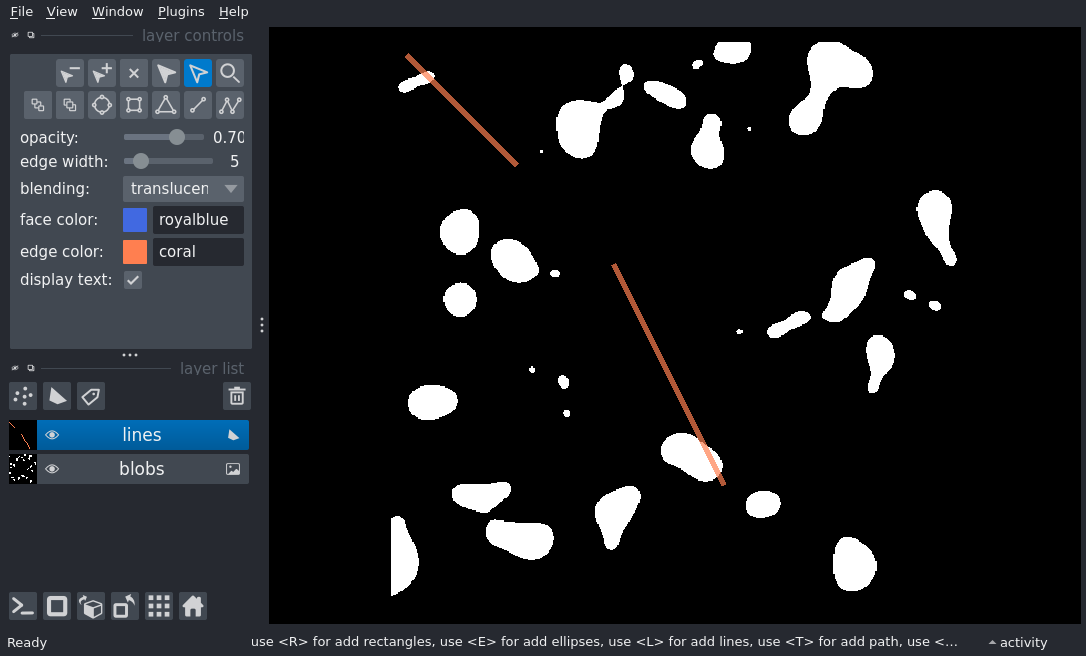 File View Window Plugins Help
layer controls
opacity: 0.70
edge width: 5
blending: translucen
face color: royalblue
edge color: coral
display text:
layer list
lines
blobs
Ready use <R> for add rectangles, use <E> for add ellipses, use <L> for add lines, use <T> for add path, use <... activity